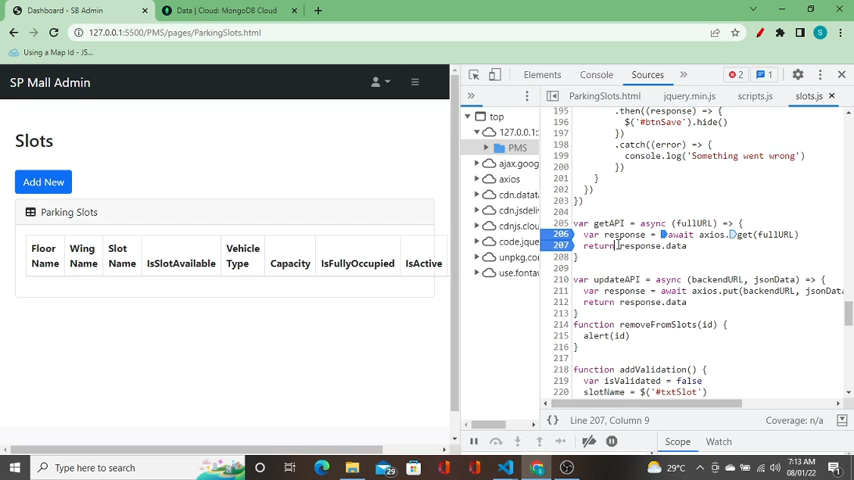 Dashboard - SB Admin
Data | Cloud: MongoDB Cloud
127.0.0.1:5500/PMS/pages/ParkingSlots.html
Using a Map Id - JS...
SP Mall Admin
Slots
Add New
Parking Slots
Floor Name
Wing Name
Slot Name
IsSlotAvailable
Vehicle Type
Capacity
IsFullyOccupied
IsActive
Elements
Console
Sources
2
1
ParkingSlots.html
jquery.min.js
scripts.js
slots.js
top
127.0.0.1:
PMS
ajax.goog
axios
cdn.datat
cdn.jsdeli
cdnjs.clou
code.jque
unpkg.con
use.fontav
195 .then((response) => {
196 $('#btnSave').hide()
197 })
198 .catch((error) => {
199 console.log('Something went wrong')
200 })
201 }
202 })
203 })
204
205 var getAPI = async (fullURL) => {
206 var response = await axios.get(fullURL)
207 return response.data
208 }
209
210 var updateAPI = async (backendURL, jsonData) =>
211 var response = await axios.put(backendURL, jsonData
212 return response.data
213 }
214 function removeFromSlots(id) {
215 alert(id)
216 }
217
218 function addValidation() {
219 var isValidated = false
220 slotName = $('#txtSlot')
{} Line 207, Column 9
Coverage: n/a
Scope
Watch
Type here to search
29
29°C
ENG
7:13 AM
08/01/22
1